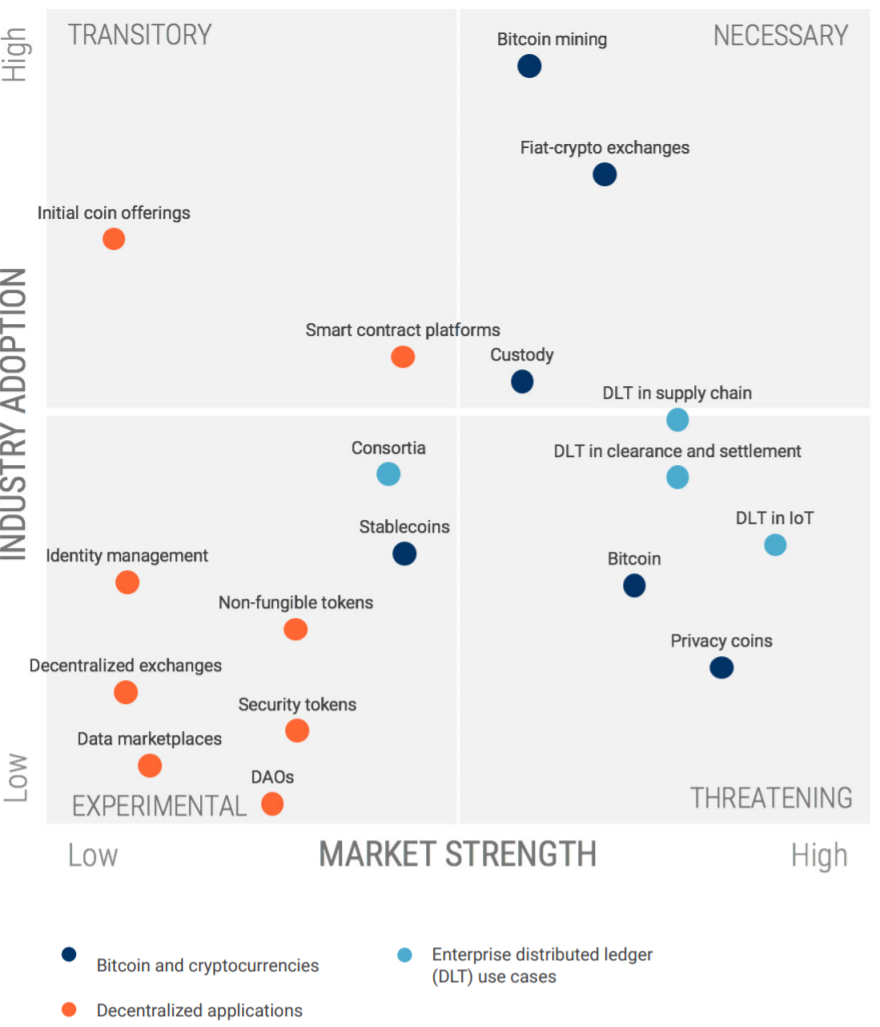 High
TRANSITORY
NECESSARY
Bitcoin mining
Fiat-crypto exchanges
Initial coin offerings
Smart contract platforms
Custody
DLT in supply chain
INDUSTRY ADOPTION
Consortia
DLT in clearance and settlement
Stablecoins
DLT in IoT
Identity management
Bitcoin
Non-fungible tokens
Privacy coins
Decentralized exchanges
Security tokens
Data marketplaces
DAOs
Low
EXPERIMENTAL
THREATENING
Low
MARKET STRENGTH
High
Bitcoin and cryptocurrencies
Decentralized applications
Enterprise distributed ledger
(DLT) use cases